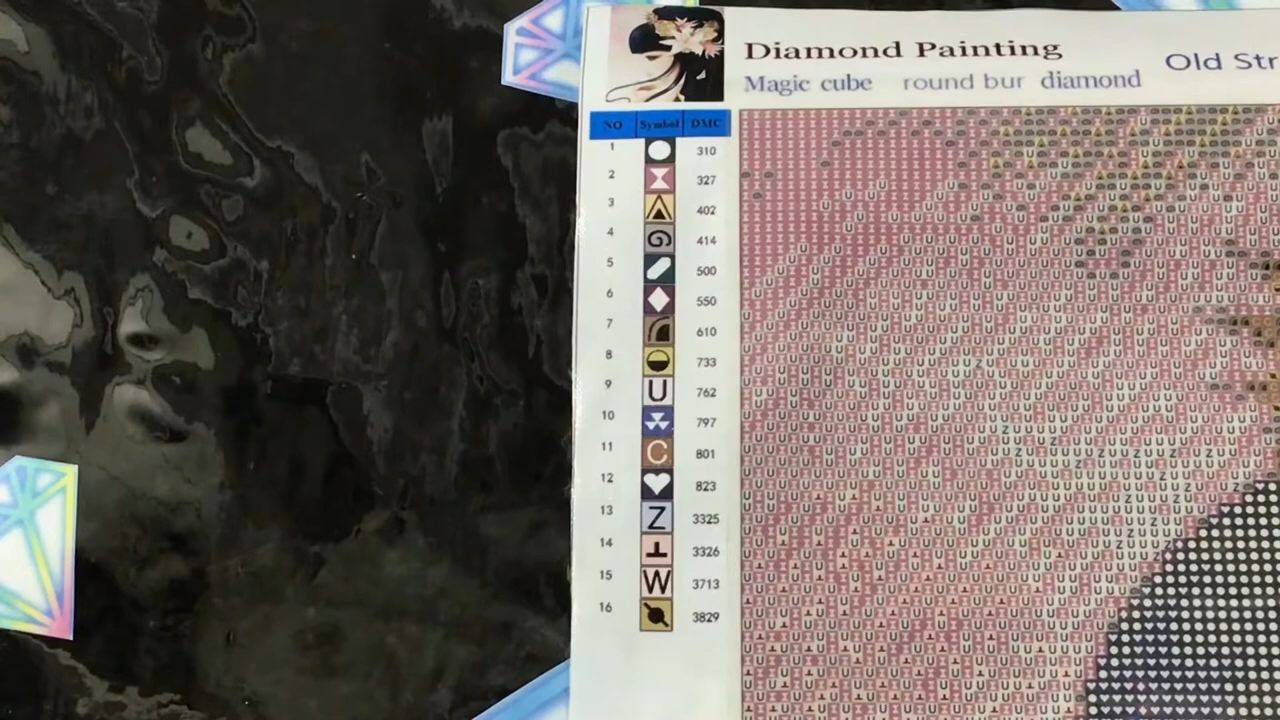 Diamond Painting
Old Str
Magic cube round bur diamond
NO Symbol DMC
1 310
2 327
3 402
4 414
5 500
6 550
7 610
8 733
9 U 762
10 797
11 C 801
12 823
13 Z 3325
14 3326
15 W 3713
16 3829